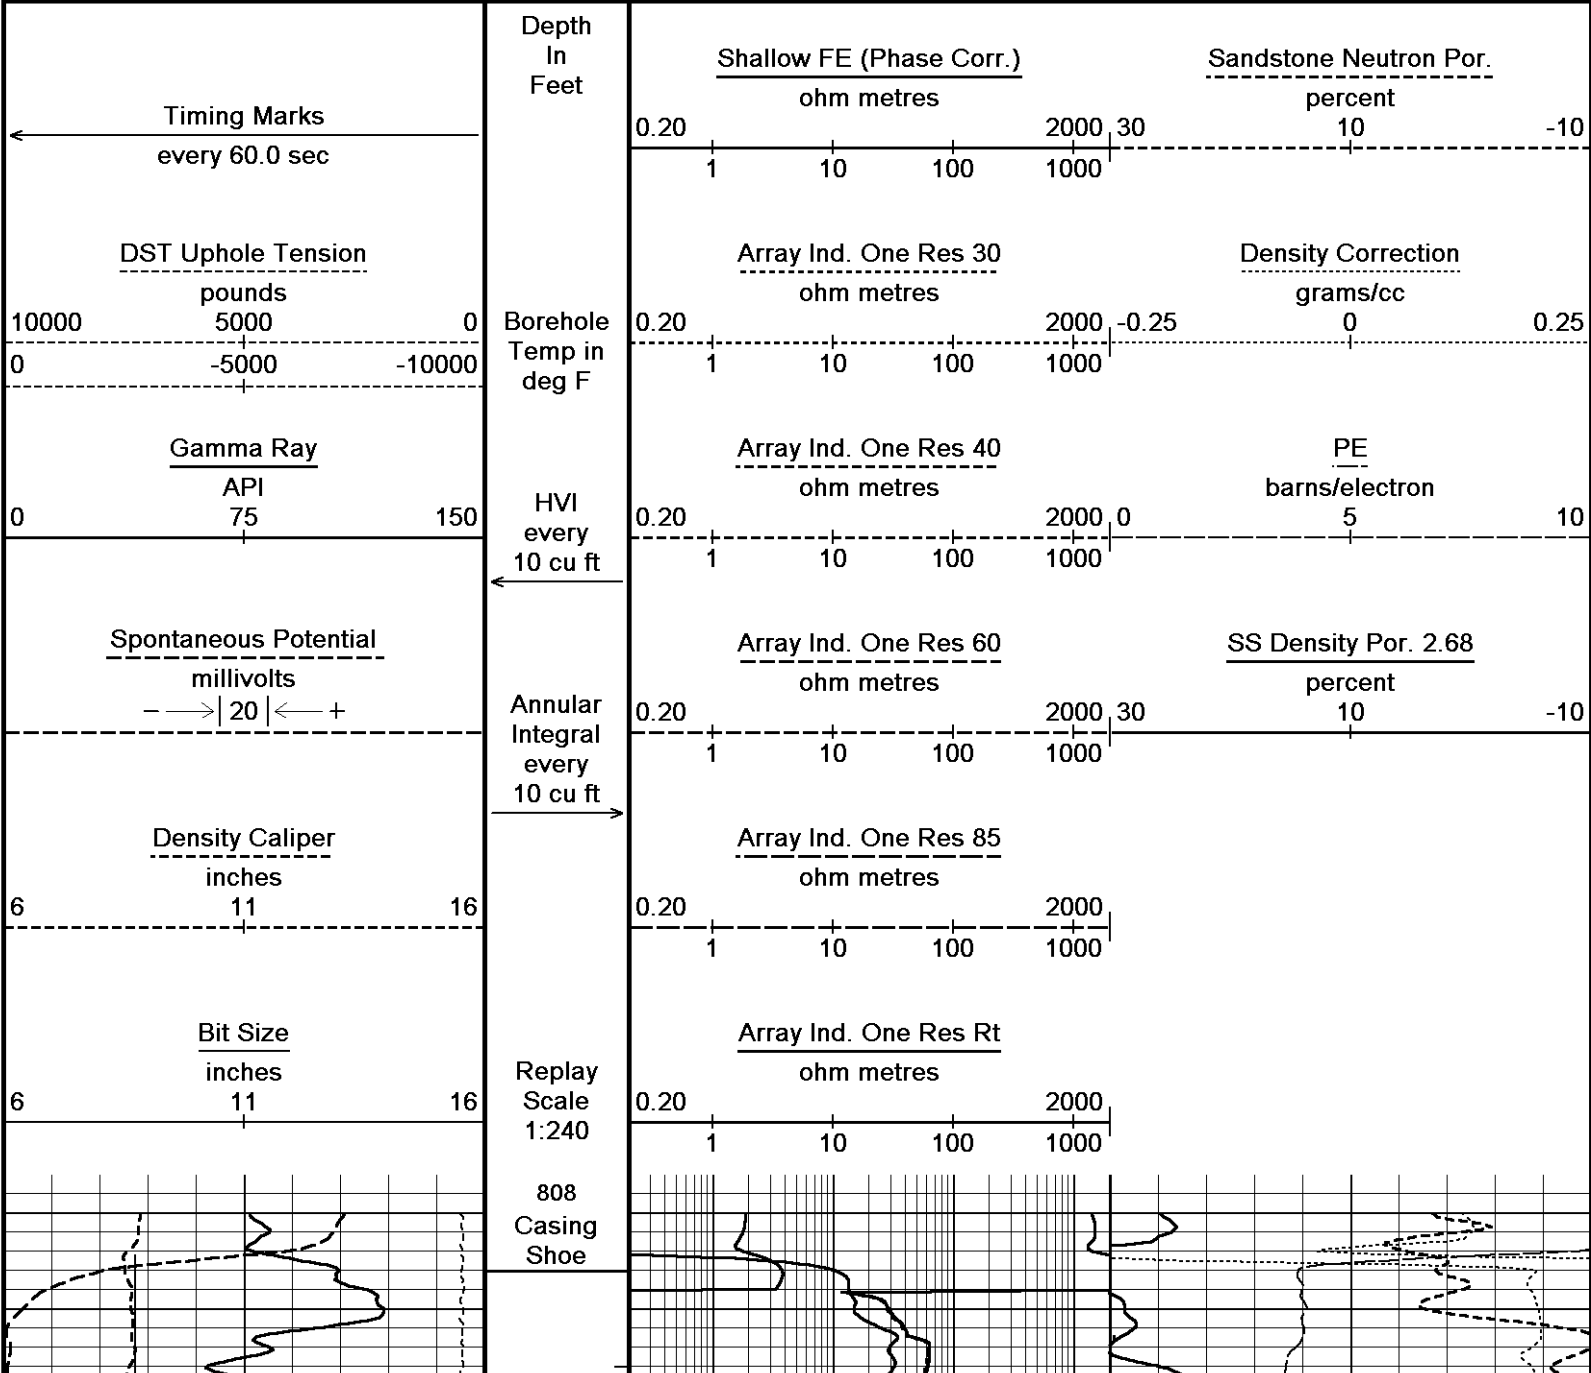 Timing Marks
every 60.0 sec
DST Uphole Tension
pounds
10000 5000 0
0 -5000 -10000
Gamma Ray
API
0 75 150
Spontaneous Potential
millivolts
− 20 +
Density Caliper
inches
6 11 16
Bit Size
inches
6 11 16
Depth
In
Feet
Borehole
Temp in
deg F
HVI
every
10 cu ft
Annular
Integral
every
10 cu ft
Replay
Scale
1:240
808
Casing
Shoe
Shallow FE (Phase Corr.)
ohm metres
0.20 2000
1 10 100 1000
Array Ind. One Res 30
ohm metres
0.20 2000
1 10 100 1000
Array Ind. One Res 40
ohm metres
0.20 2000
1 10 100 1000
Array Ind. One Res 60
ohm metres
0.20 2000
1 10 100 1000
Array Ind. One Res 85
ohm metres
0.20 2000
1 10 100 1000
Array Ind. One Res Rt
ohm metres
0.20 2000
1 10 100 1000
Sandstone Neutron Por.
percent
30 10 -10
Density Correction
grams/cc
-0.25 0 0.25
PE
barns/electron
0 5 10
SS Density Por. 2.68
percent
30 10 -10